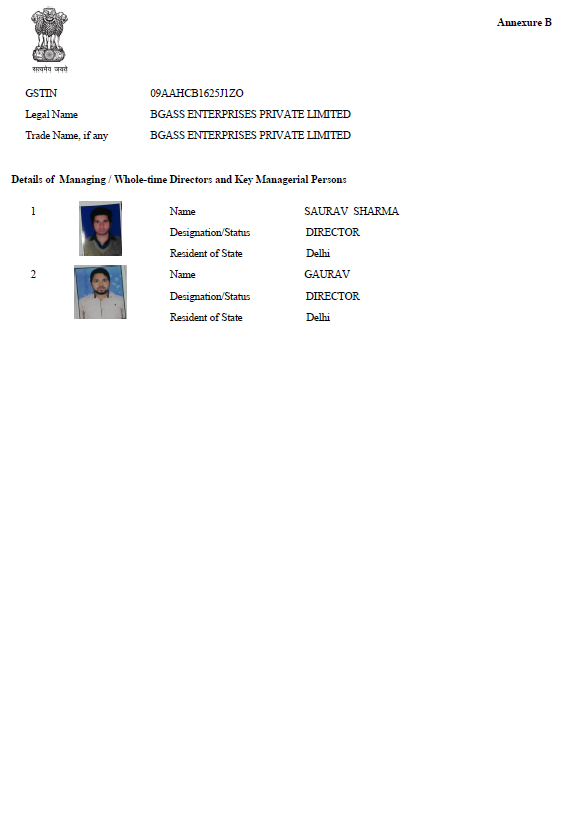 Annexure B
सत्यमेव जयते
GSTIN 09AAHCB1625J1ZO
Legal Name BGASS ENTERPRISES PRIVATE LIMITED
Trade Name, if any BGASS ENTERPRISES PRIVATE LIMITED
Details of Managing / Whole-time Directors and Key Managerial Persons
1 Name SAURAV SHARMA
Designation/Status DIRECTOR
Resident of State Delhi
2 Name GAURAV
Designation/Status DIRECTOR
Resident of State Delhi